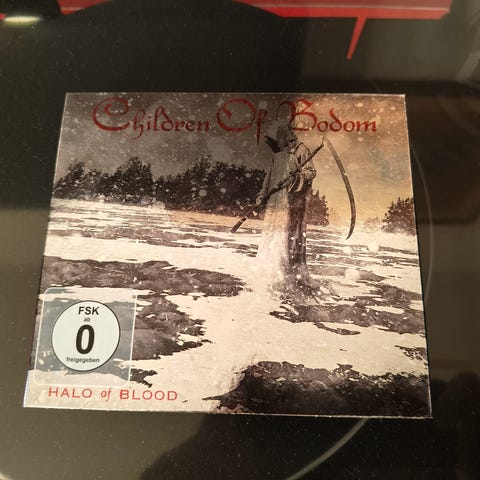 Children Of Bodom
FSK
ab
0
freigegeben
HALO of BLOOD